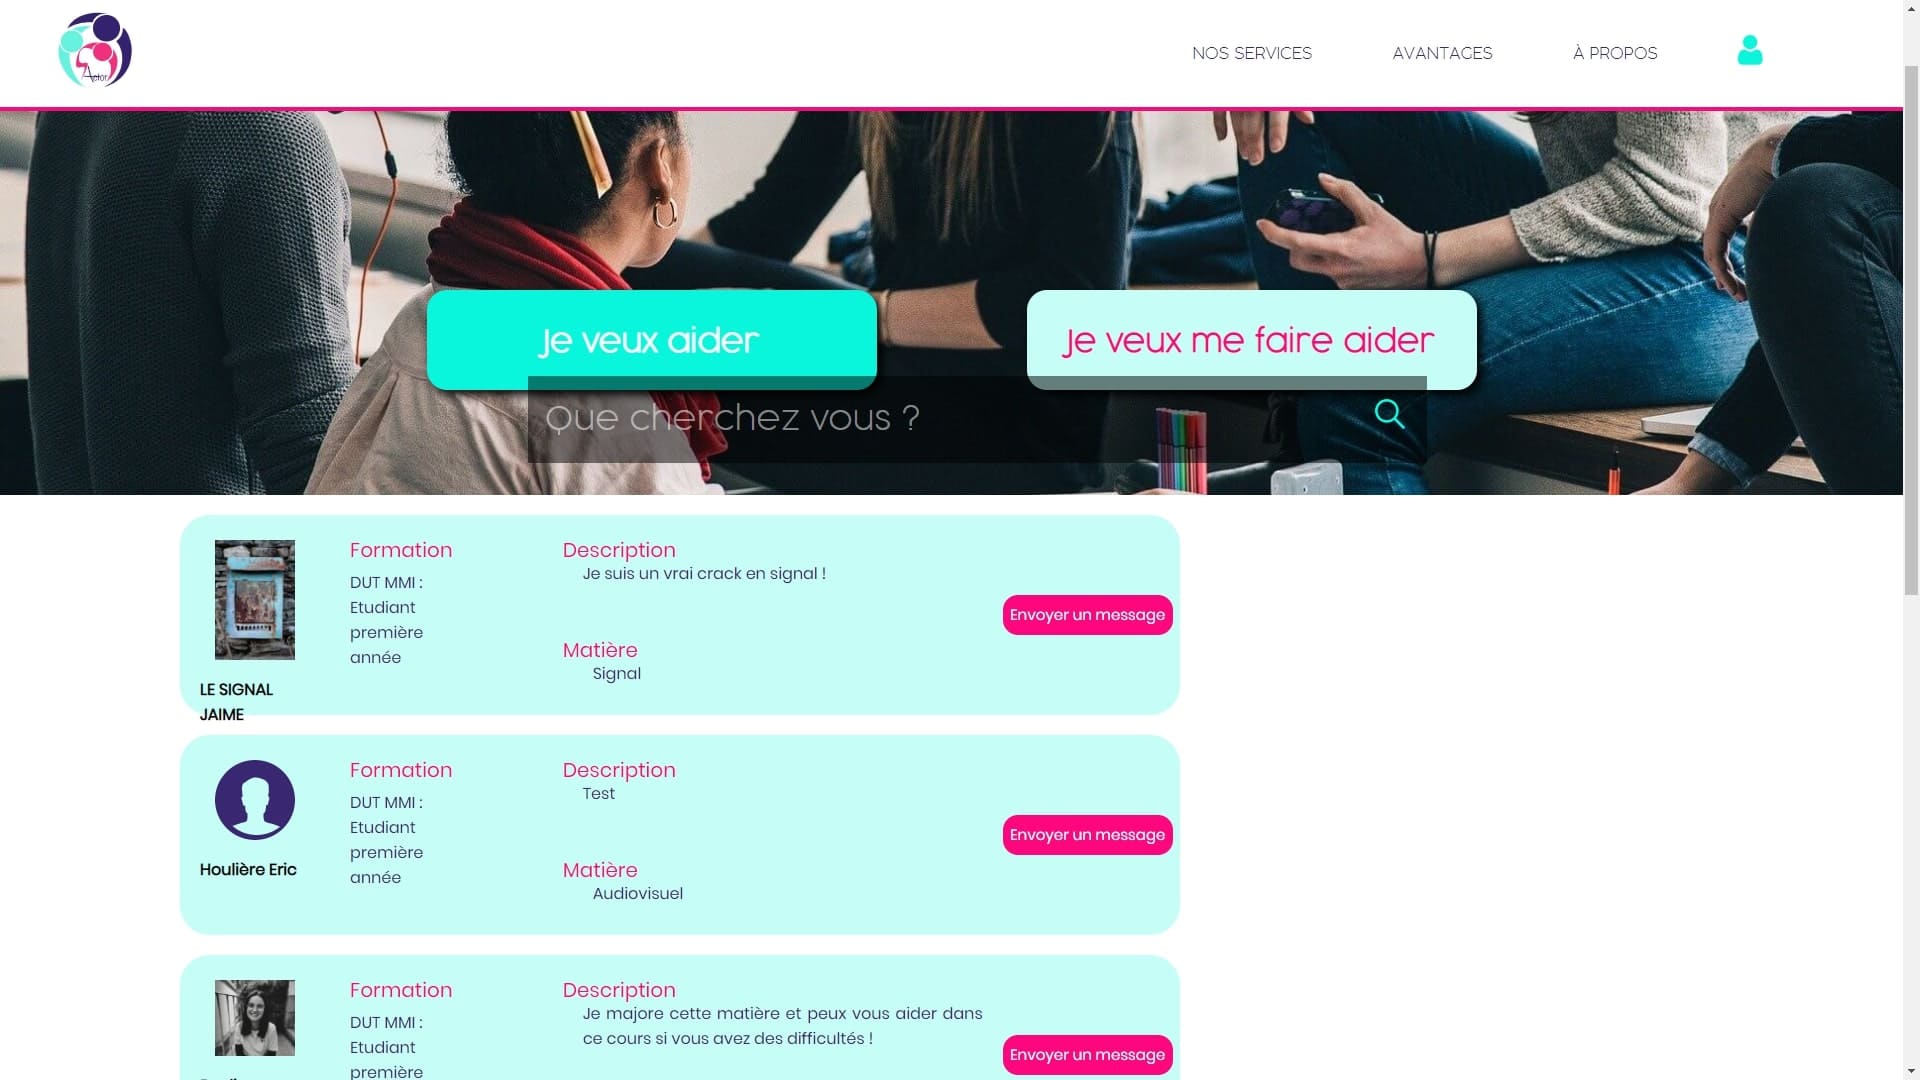 Actor
NOS SERVICES
AVANTAGES
À PROPOS
Je veux aider
Je veux me faire aider
Que cherchez vous ?
Formation
DUT MMI :
Etudiant
première
année
Description
Je suis un vrai crack en signal !
Matière
Signal
Envoyer un message
LE SIGNAL
JAIME
Formation
DUT MMI :
Etudiant
première
année
Description
Test
Matière
Audiovisuel
Envoyer un message
Houlière Eric
Formation
DUT MMI :
Etudiant
première
Description
Je majore cette matière et peux vous aider dans
ce cours si vous avez des difficultés !
Envoyer un message